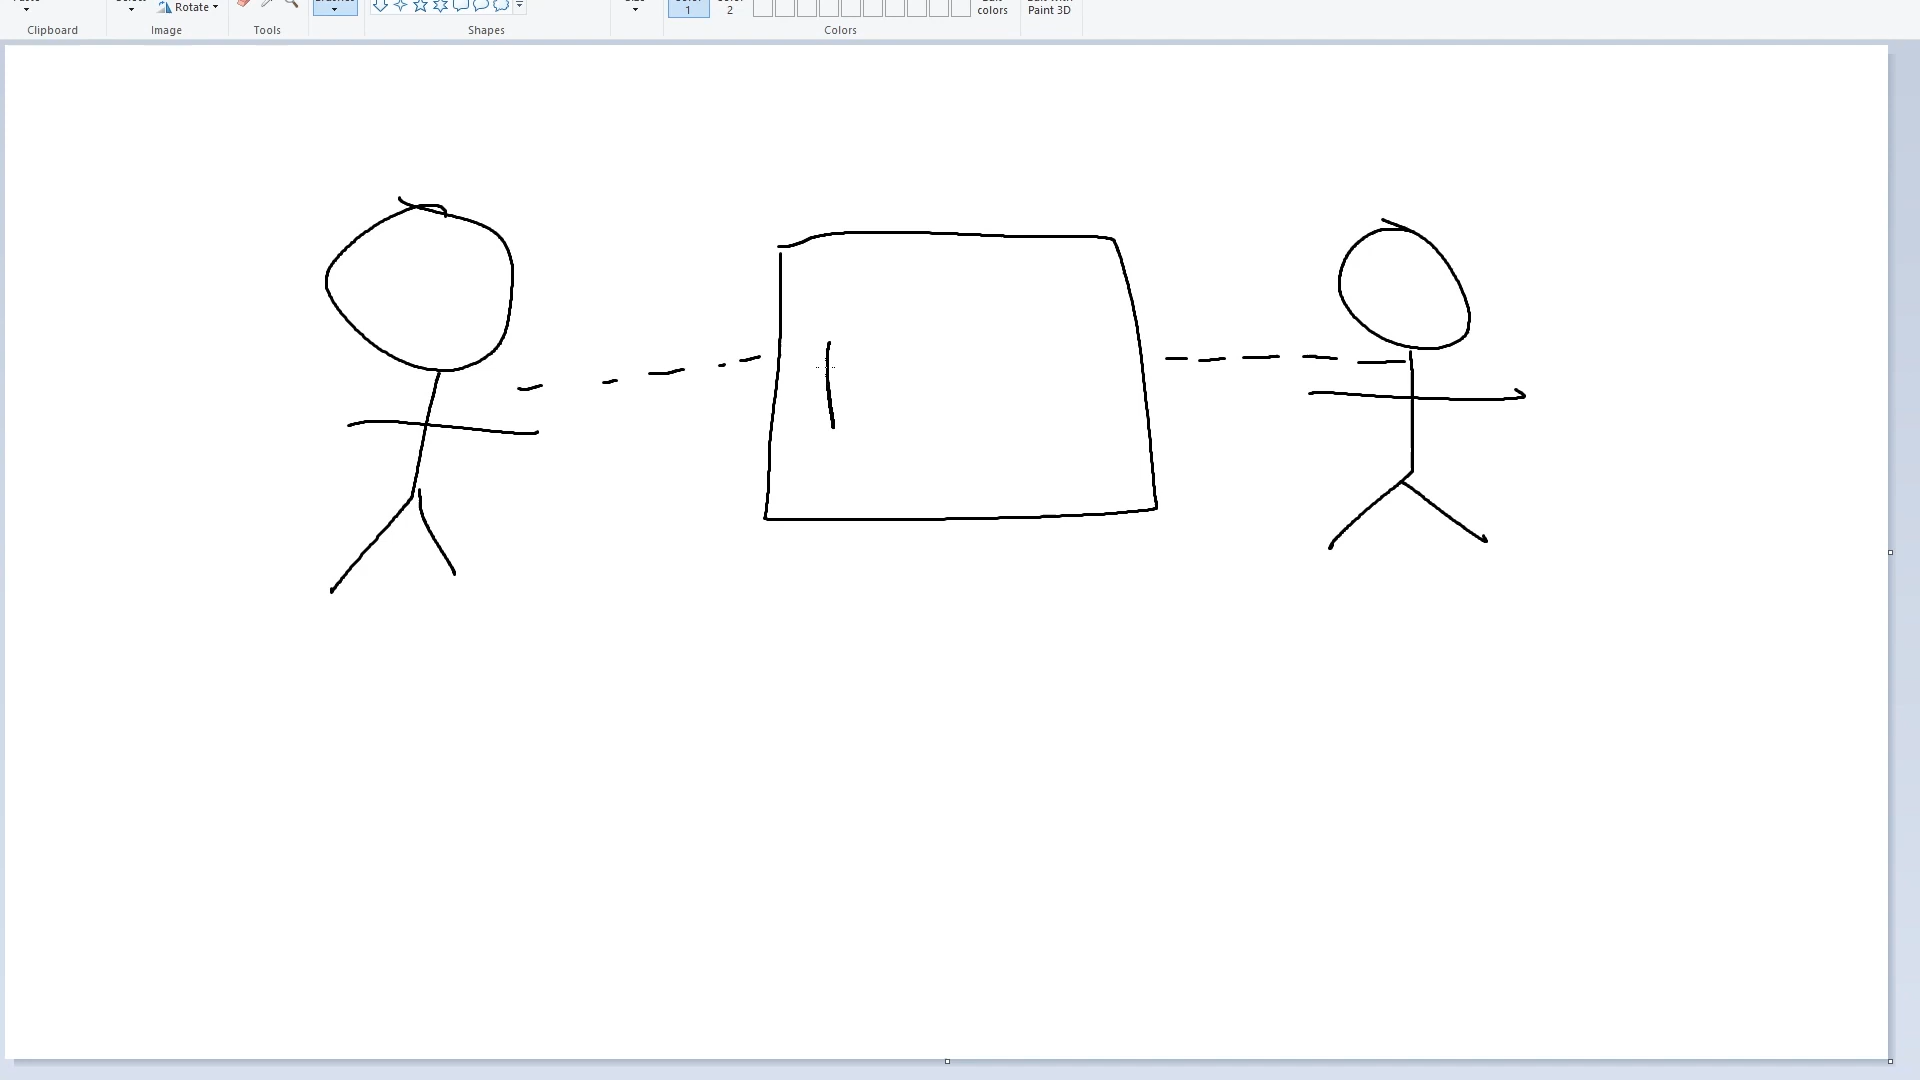 Rotate
1
2
colors
Paint 3D
Clipboard
Image
Tools
Shapes
Colors